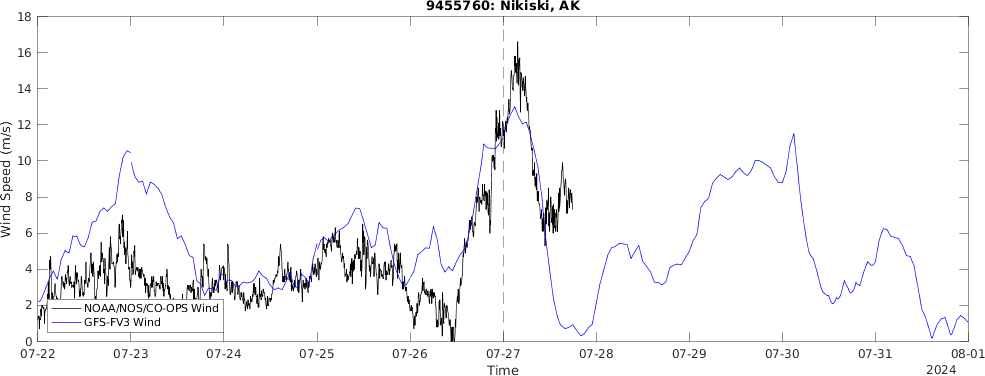 9455760: Nikiski, AK
Wind Speed (m/s)
18
16
14
12
10
8
6
4
2
0
NOAA/NOS/CO-OPS Wind
GFS-FV3 Wind
07-22 07-23 07-24 07-25 07-26 07-27 07-28 07-29 07-30 07-31 08-01
Time
2024